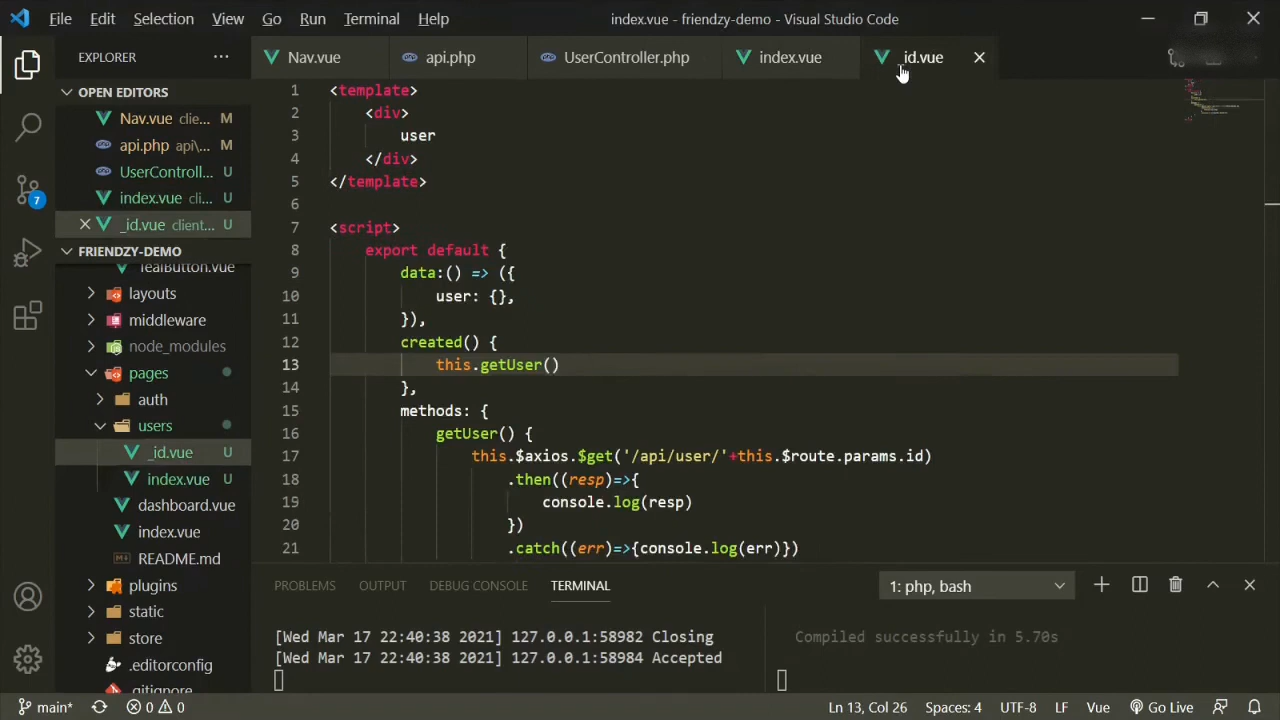 File Edit Selection View Go Run Terminal Help index.vue - friendzy-demo - Visual Studio Code
EXPLORER
Nav.vue api.php UserController.php index.vue _id.vue
OPEN EDITORS
Nav.vue clie... M
api.php api\... M
UserControll... U
index.vue cli... U
_id.vue client... U
FRIENDZY-DEMO
TealButton.vue
layouts
middleware
node_modules
pages
auth
users
_id.vue U
index.vue U
dashboard.vue
index.vue
README.md
plugins
static
store
.editorconfig
.gitignore
7
1 <template>
2 <div>
3 user
4 </div>
5 </template>
6
7 <script>
8 export default {
9 data:() => ({
10 user: {},
11 }),
12 created() {
13 this.getUser()
14 },
15 methods: {
16 getUser() {
17 this.$axios.$get('/api/user/'+this.$route.params.id)
18 .then((resp)=>{
19 console.log(resp)
20 })
21 .catch((err)=>{console.log(err)})
PROBLEMS OUTPUT DEBUG CONSOLE TERMINAL 1: php, bash
[Wed Mar 17 22:40:38 2021] 127.0.0.1:58982 Closing
[Wed Mar 17 22:40:38 2021] 127.0.0.1:58984 Accepted
Compiled successfully in 5.70s
main* 0 0 Ln 13, Col 26 Spaces: 4 UTF-8 LF Vue Go Live